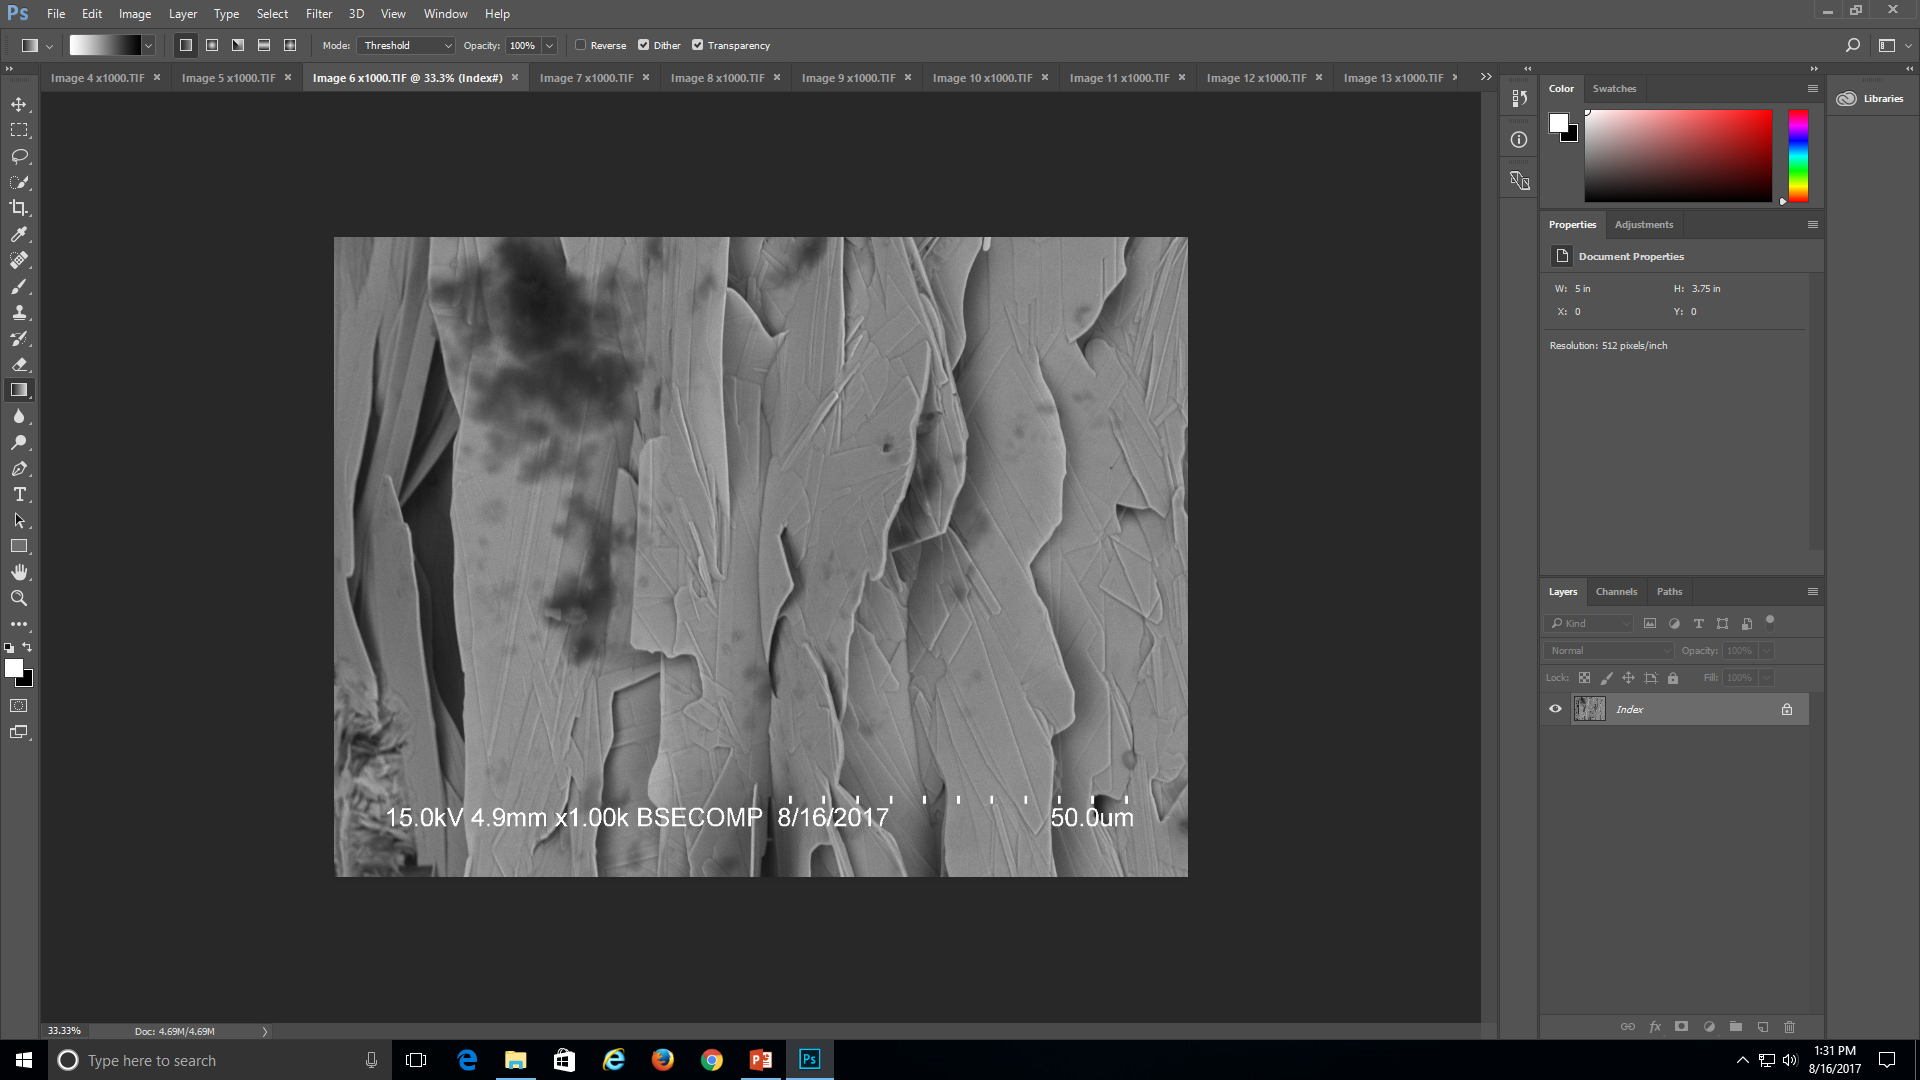 Ps File Edit Image Layer Type Select Filter 3D View Window Help
Mode: Threshold Opacity: 100% Reverse Dither Transparency
Image 4 x1000.TIF × Image 5 x1000.TIF × Image 6 x1000.TIF @ 33.3% (Index#) × Image 7 x1000.TIF × Image 8 x1000.TIF × Image 9 x1000.TIF × Image 10 x1000.TIF × Image 11 x1000.TIF × Image 12 x1000.TIF × Image 13 x1000.TIF ×
Color Swatches
Libraries
Properties Adjustments
Document Properties
W: 5 in H: 3.75 in
X: 0 Y: 0
Resolution: 512 pixels/inch
Layers Channels Paths
Kind
Normal Opacity: 100%
Lock: Fill: 100%
Index
15.0kV 4.9mm x1.00k BSECOMP 8/16/2017 50.0um
33.33% Doc: 4.69M/4.69M
Type here to search
Ps
1:31 PM
8/16/2017